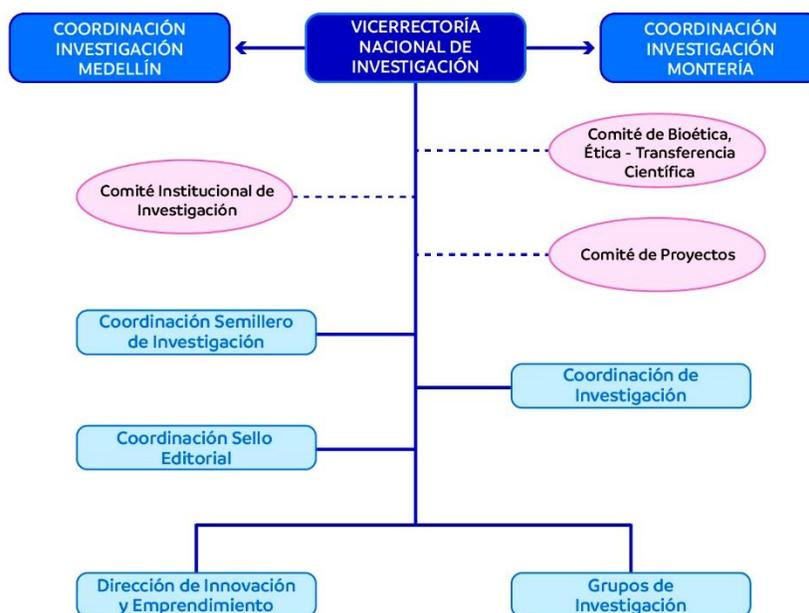 COORDINACIÓN
INVESTIGACIÓN
MEDELLÍN
VICERRECTORÍA
NACIONAL DE
INVESTIGACIÓN
COORDINACIÓN
INVESTIGACIÓN
MONTERÍA
Comité de Bioética,
Ética - Transferencia
Científica
Comité Institucional de
Investigación
Comité de Proyectos
Coordinación Semillero
de Investigación
Coordinación de
Investigación
Coordinación Sello
Editorial
Dirección de Innovación
y Emprendimiento
Grupos de
Investigación